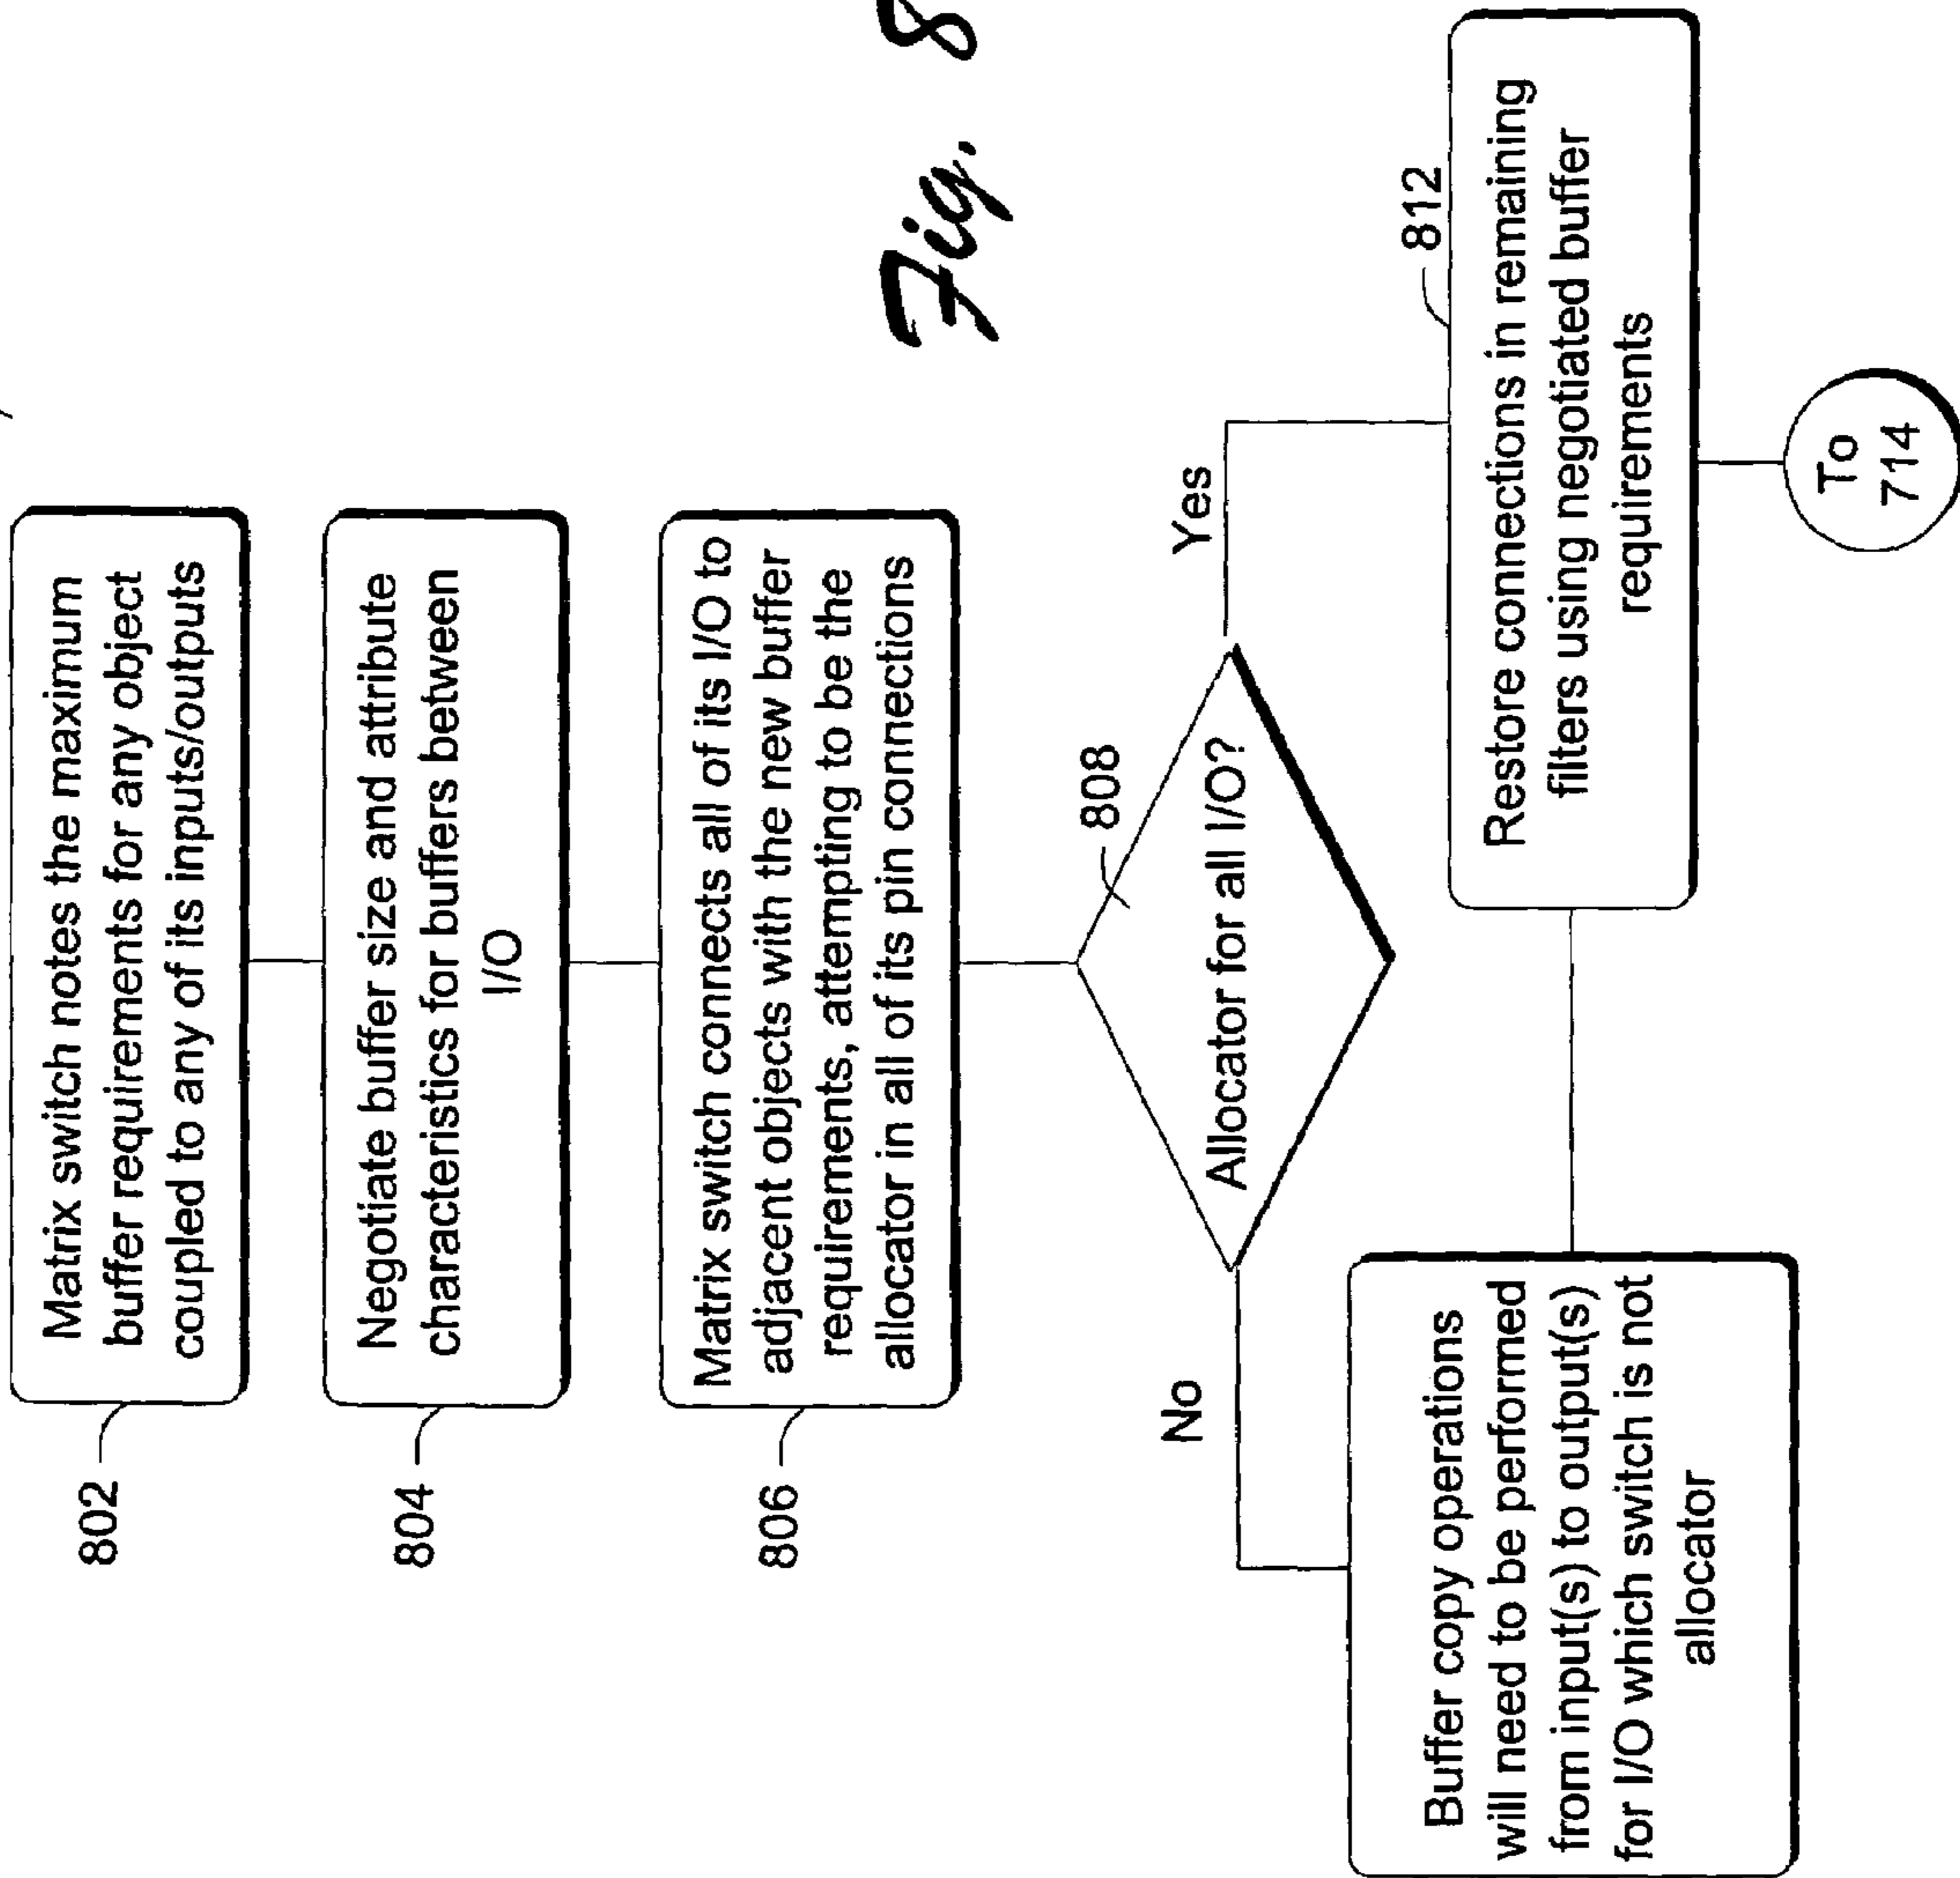 802
Matrix switch notes the maximum
buffer requirements for any object
coupled to any of its inputs/outputs
804
Negotiate buffer size and attribute
characteristics for buffers between
I/O
806
Matrix switch connects all of its I/O to
adjacent objects with the new buffer
requirements, attempting to be the
allocator in all of its pin connections
808
Allocator for all I/O?
No
Yes
Buffer copy operations
will need to be performed
from input(s) to output(s)
for I/O which switch is not
allocator
812
Restore connections in remaining
filters using negotiated buffer
requirements
To
714
Fig. 8